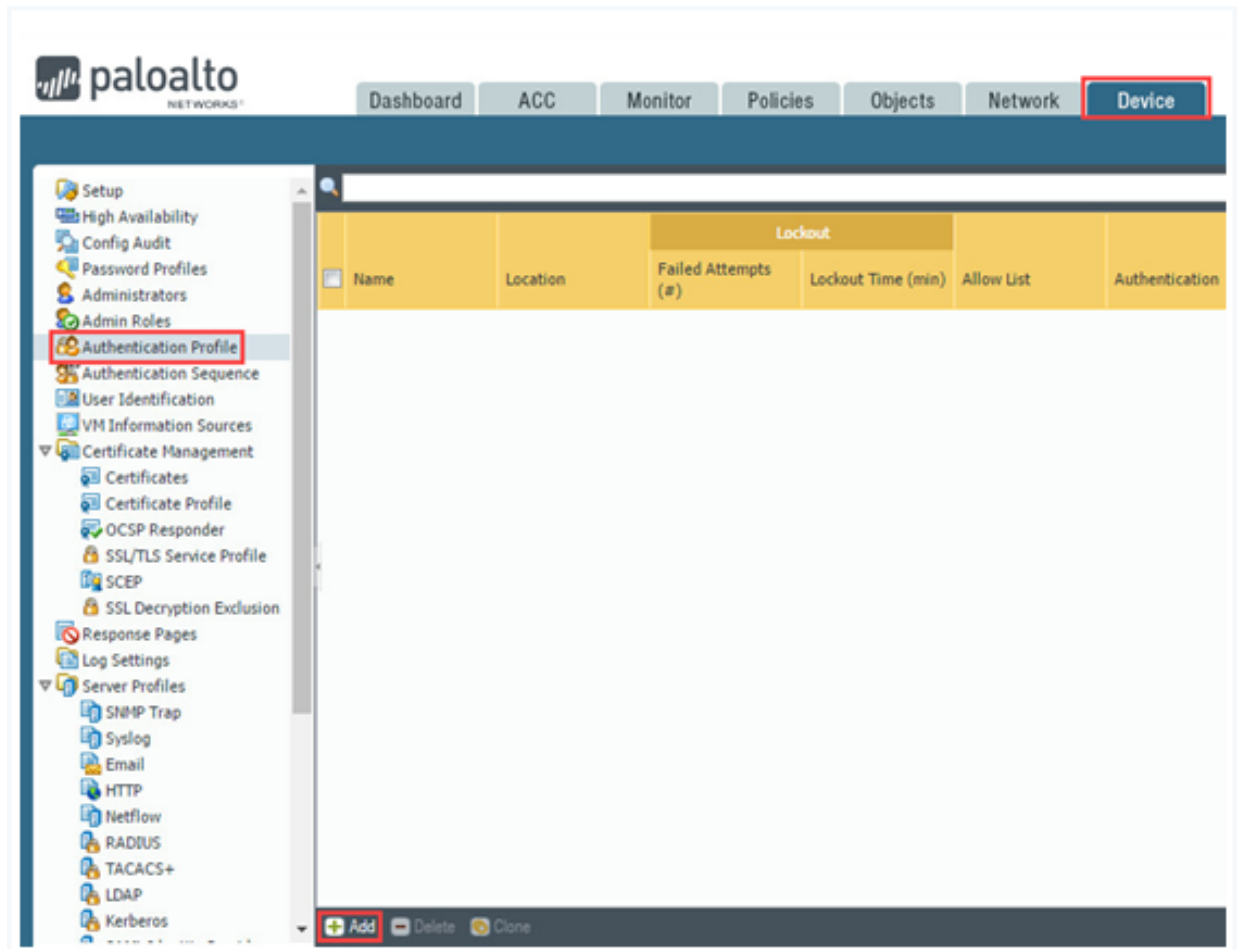 paloalto
NETWORKS®
Dashboard ACC Monitor Policies Objects Network Device
Setup
High Availability
Config Audit
Password Profiles
Administrators
Admin Roles
Authentication Profile
Authentication Sequence
User Identification
VM Information Sources
Certificate Management
Certificates
Certificate Profile
OCSP Responder
SSL/TLS Service Profile
SCEP
SSL Decryption Exclusion
Response Pages
Log Settings
Server Profiles
SNMP Trap
Syslog
Email
HTTP
Netflow
RADIUS
TACACS+
LDAP
Kerberos
Lockout
Name Location Failed Attempts (#) Lockout Time (min) Allow List Authentication
Add Delete Clone